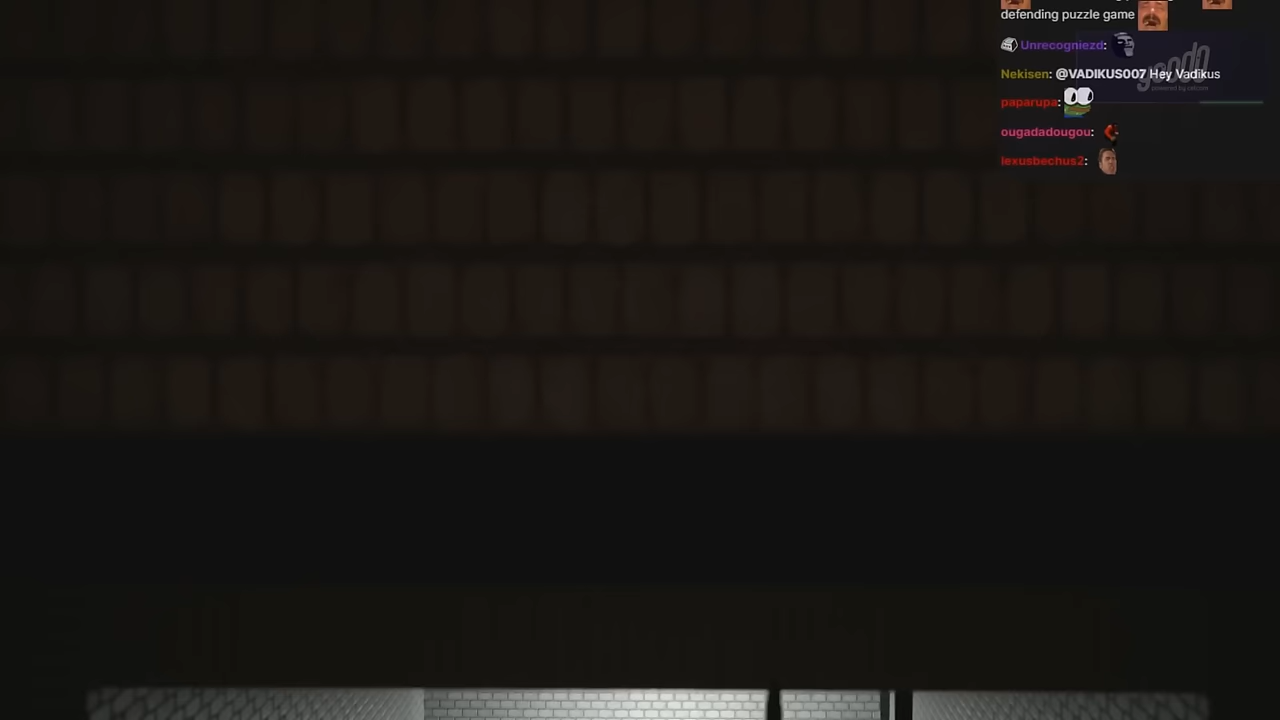 defending puzzle game
Unrecogniezd:
Nekisen: @VADIKUS007 Hey Vadikus
paparupa:
ougadadougou:
lexusbechus2: